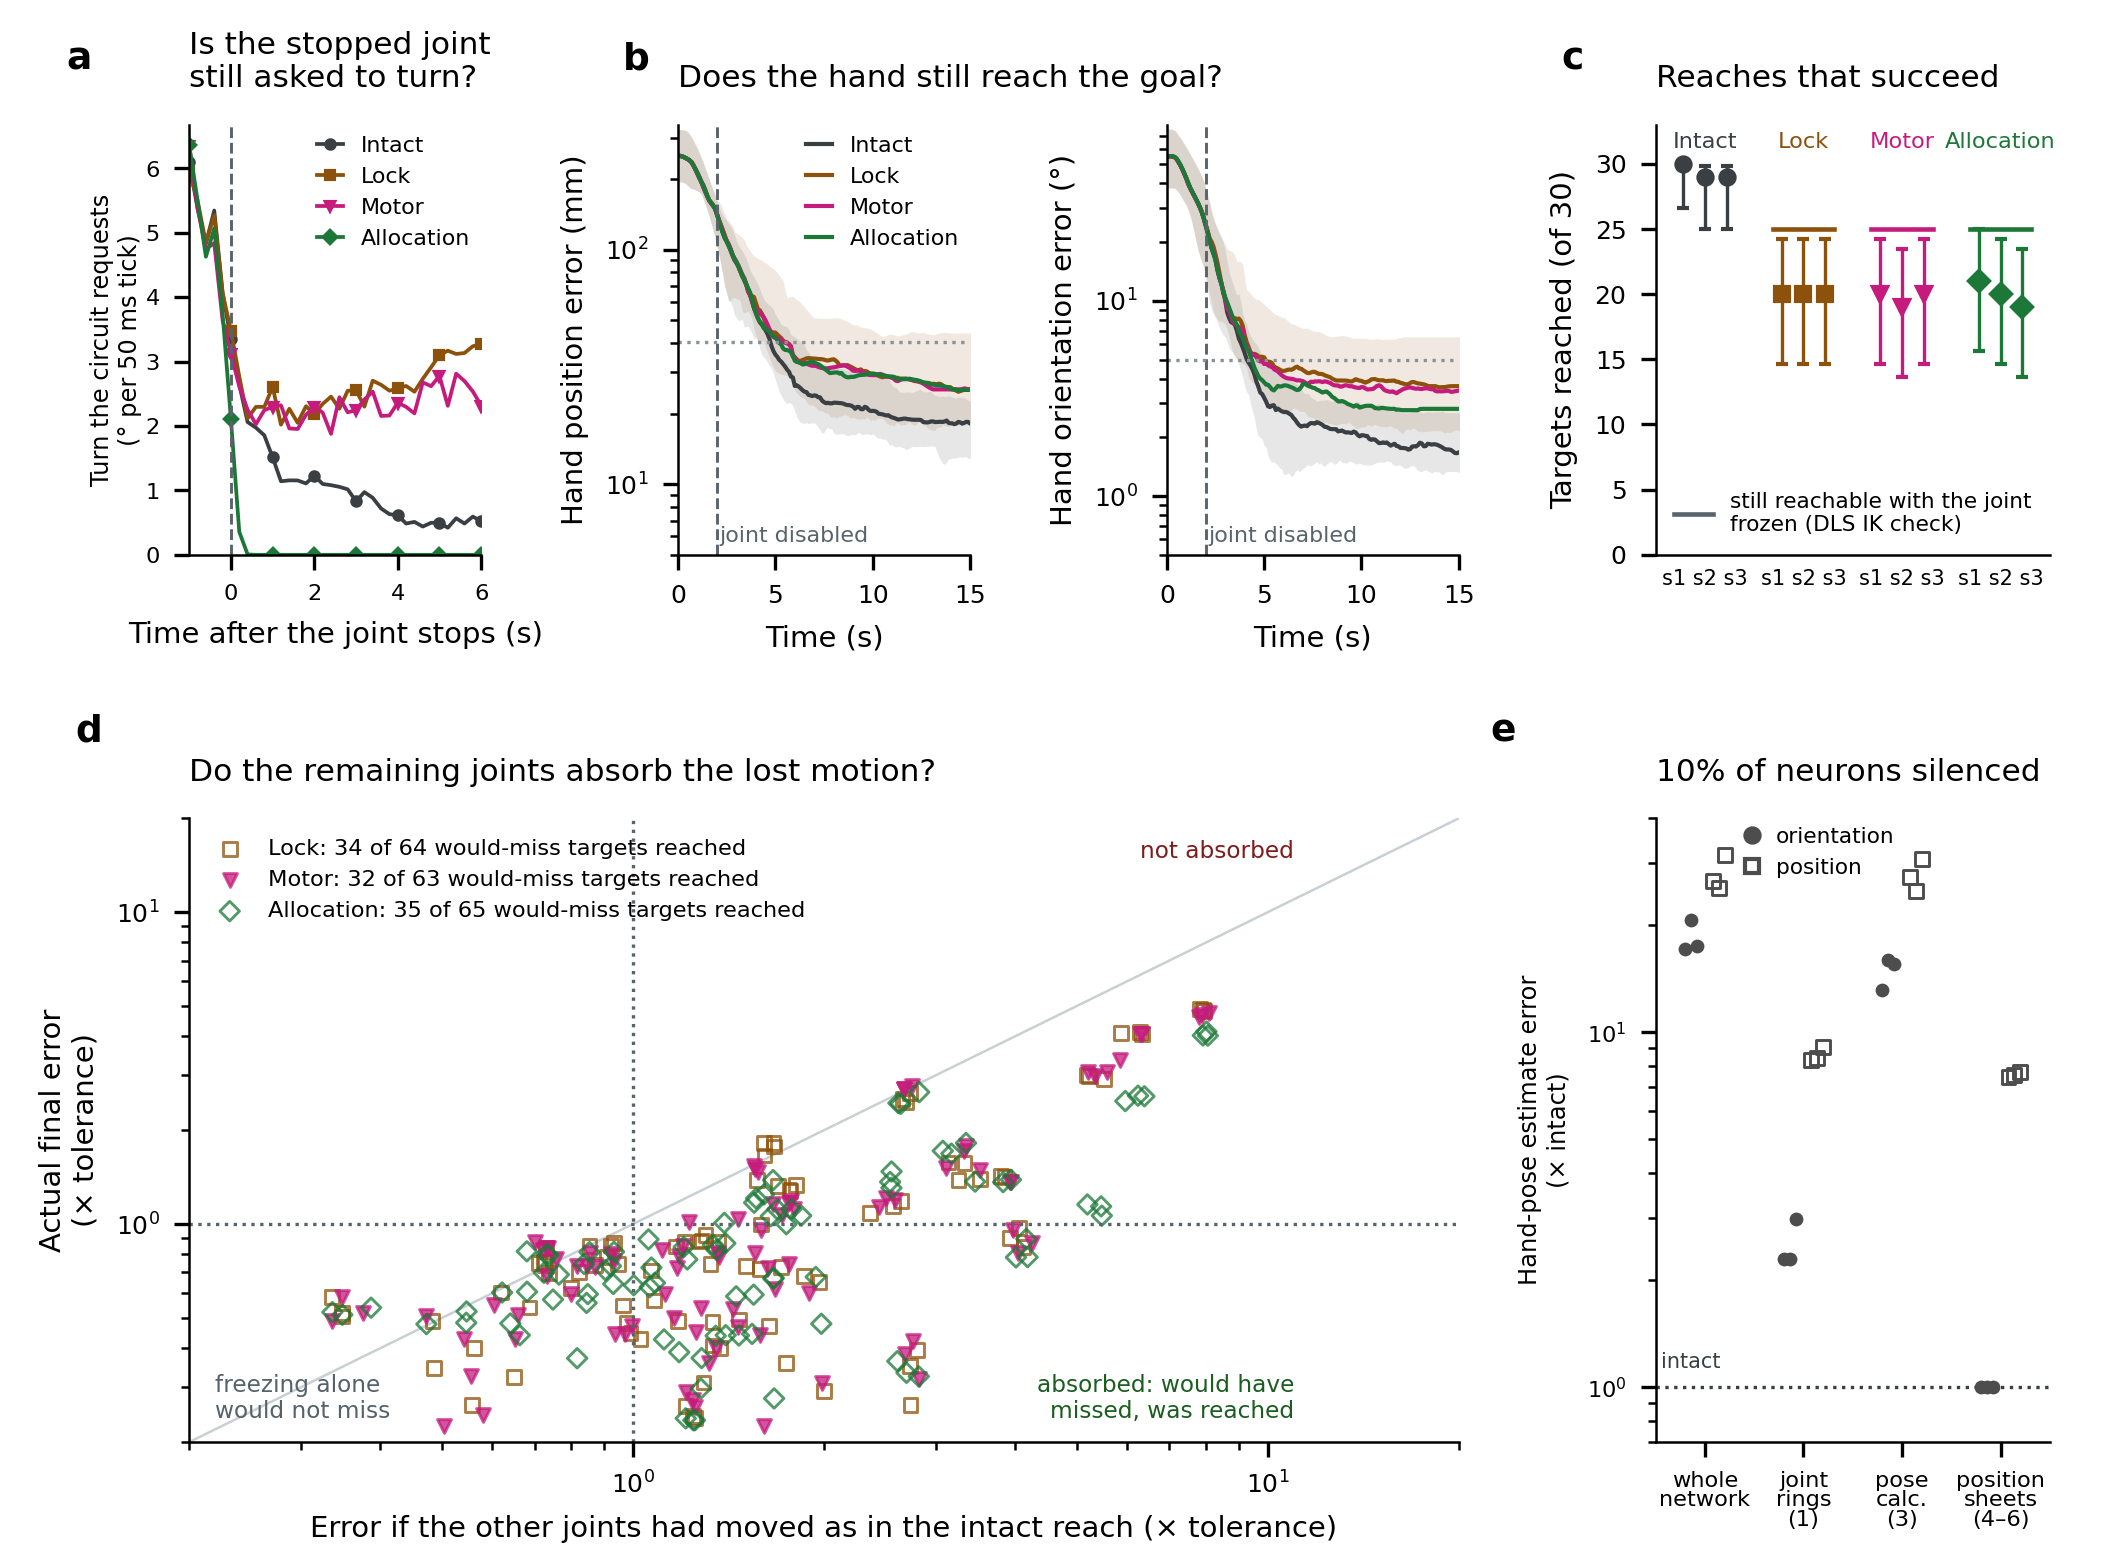 a
Is the stopped joint
still asked to turn?
Turn the circuit requests
(° per 50 ms tick)
6
5
4
3
2
1
0
Intact
Lock
Motor
Allocation
0 2 4 6
Time after the joint stops (s)
b
Does the hand still reach the goal?
Hand position error (mm)
10²
10¹
Intact
Lock
Motor
Allocation
joint disabled
0 5 10 15
Time (s)
Hand orientation error (°)
10¹
10⁰
joint disabled
0 5 10 15
Time (s)
c
Reaches that succeed
Targets reached (of 30)
30
25
20
15
10
5
0
Intact Lock Motor Allocation
still reachable with the joint
frozen (DLS IK check)
s1 s2 s3 s1 s2 s3 s1 s2 s3 s1 s2 s3
d
Do the remaining joints absorb the lost motion?
Actual final error
(× tolerance)
10¹
10⁰
Lock: 34 of 64 would-miss targets reached
Motor: 32 of 63 would-miss targets reached
Allocation: 35 of 65 would-miss targets reached
not absorbed
freezing alone
would not miss
absorbed: would have
missed, was reached
10⁰ 10¹
Error if the other joints had moved as in the intact reach (× tolerance)
e
10% of neurons silenced
Hand-pose estimate error
(× intact)
10¹
10⁰
orientation
position
intact
whole
network
joint
rings
(1)
pose
calc.
(3)
position
sheets
(4–6)